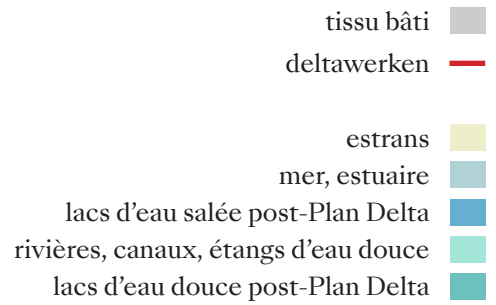 tissu bâti
deltawerken
estrans
mer, estuaire
lacs d’eau salée post-Plan Delta
rivières, canaux, étangs d’eau douce
lacs d’eau douce post-Plan Delta